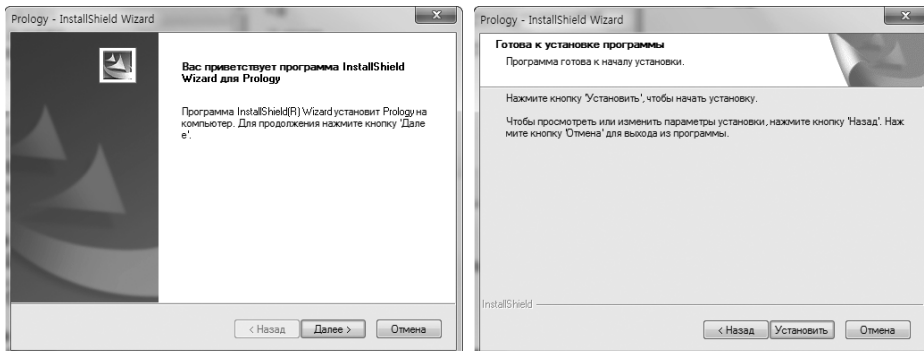 Prology - InstallShield Wizard
Вас приветствует программа InstallShield
Wizard для Prology
Программа InstallShield(R) Wizard установит Prology на
компьютер. Для продолжения нажмите кнопку 'Дале
е'.
< Назад
Далее >
Отмена
Prology - InstallShield Wizard
Готова к установке программы
Программа готова к началу установки.
Нажмите кнопку 'Установить', чтобы начать установку.
Чтобы просмотреть или изменить параметры установки, нажмите кнопку 'Назад'. Наж
мите кнопку 'Отмена' для выхода из программы.
InstallShield
< Назад
Установить
Отмена